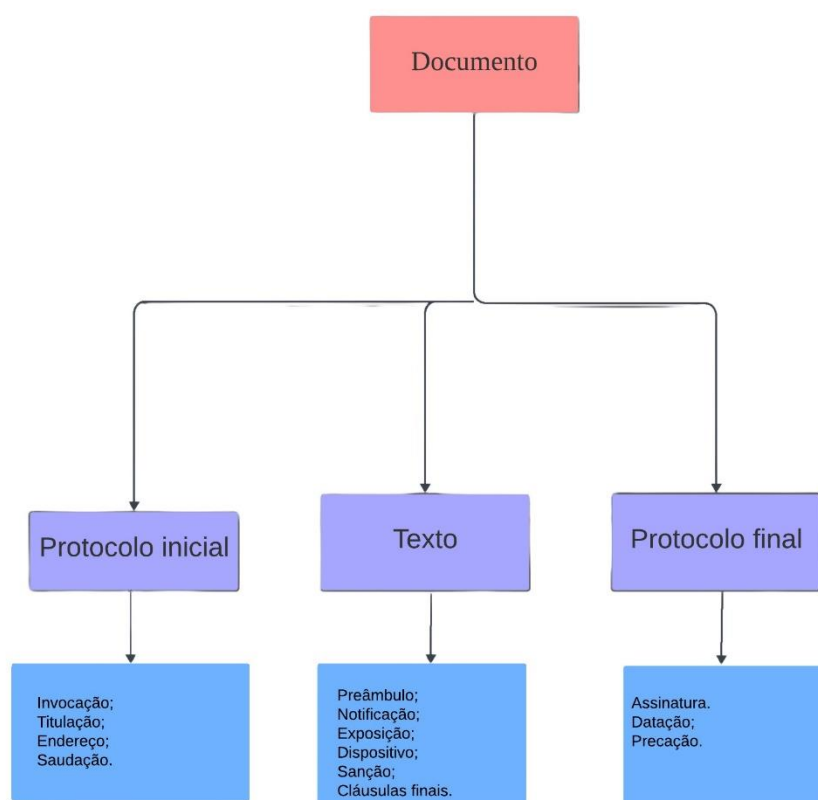 Documento
Protocolo inicial
Texto
Protocolo final
Invocação;
Titulação;
Endereço;
Saudação.
Preâmbulo;
Notificação;
Exposição;
Dispositivo;
Sanção;
Cláusulas finais.
Assinatura.
Datação;
Precação.